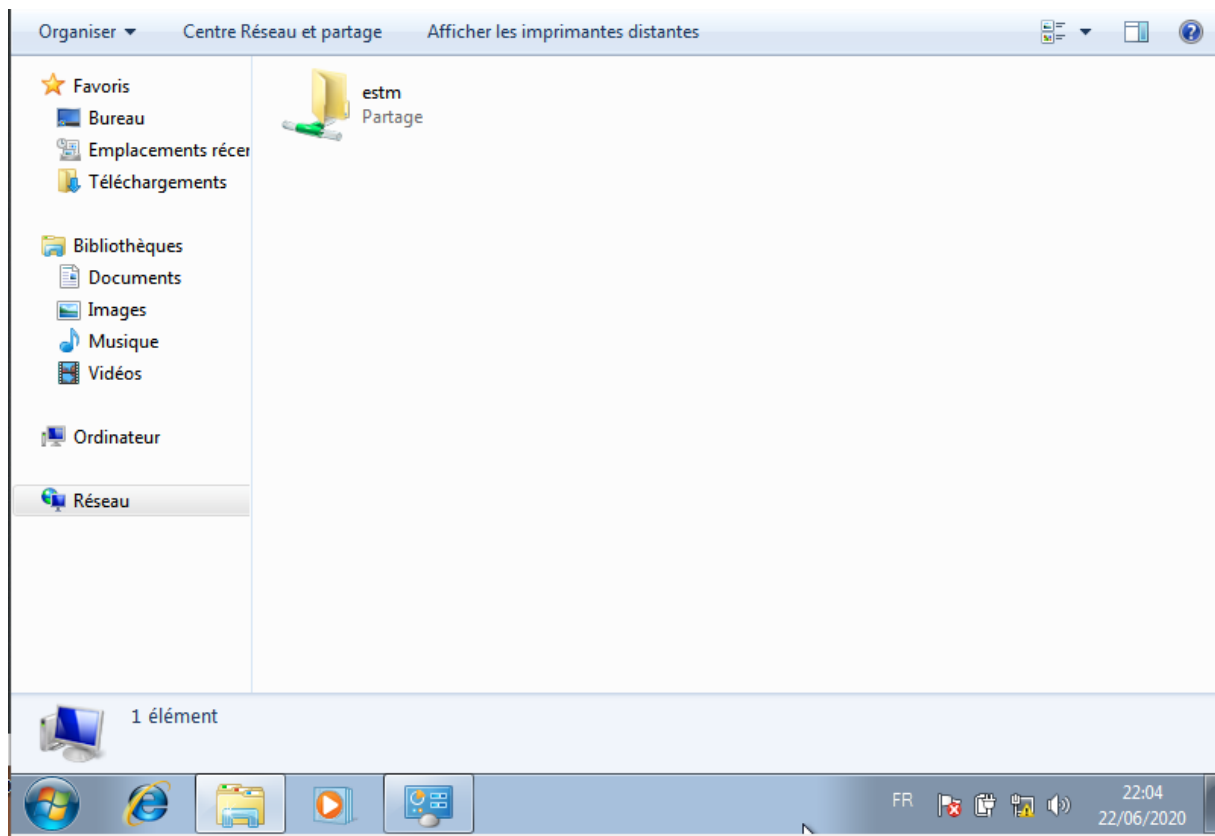 Organiser Centre Réseau et partage Afficher les imprimantes distantes
Favoris
Bureau
Emplacements récer
Téléchargements
Bibliothèques
Documents
Images
Musique
Vidéos
Ordinateur
Réseau
estm
Partage
1 élément
FR
22:04
22/06/2020